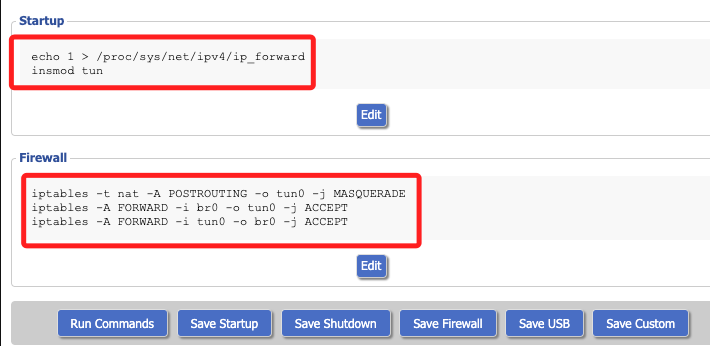 Startup
echo 1 > /proc/sys/net/ipv4/ip_forward
insmod tun
Edit
Firewall
iptables -t nat -A POSTROUTING -o tun0 -j MASQUERADE
iptables -A FORWARD -i br0 -o tun0 -j ACCEPT
iptables -A FORWARD -i tun0 -o br0 -j ACCEPT
Edit
Run Commands Save Startup Save Shutdown Save Firewall Save USB Save Custom